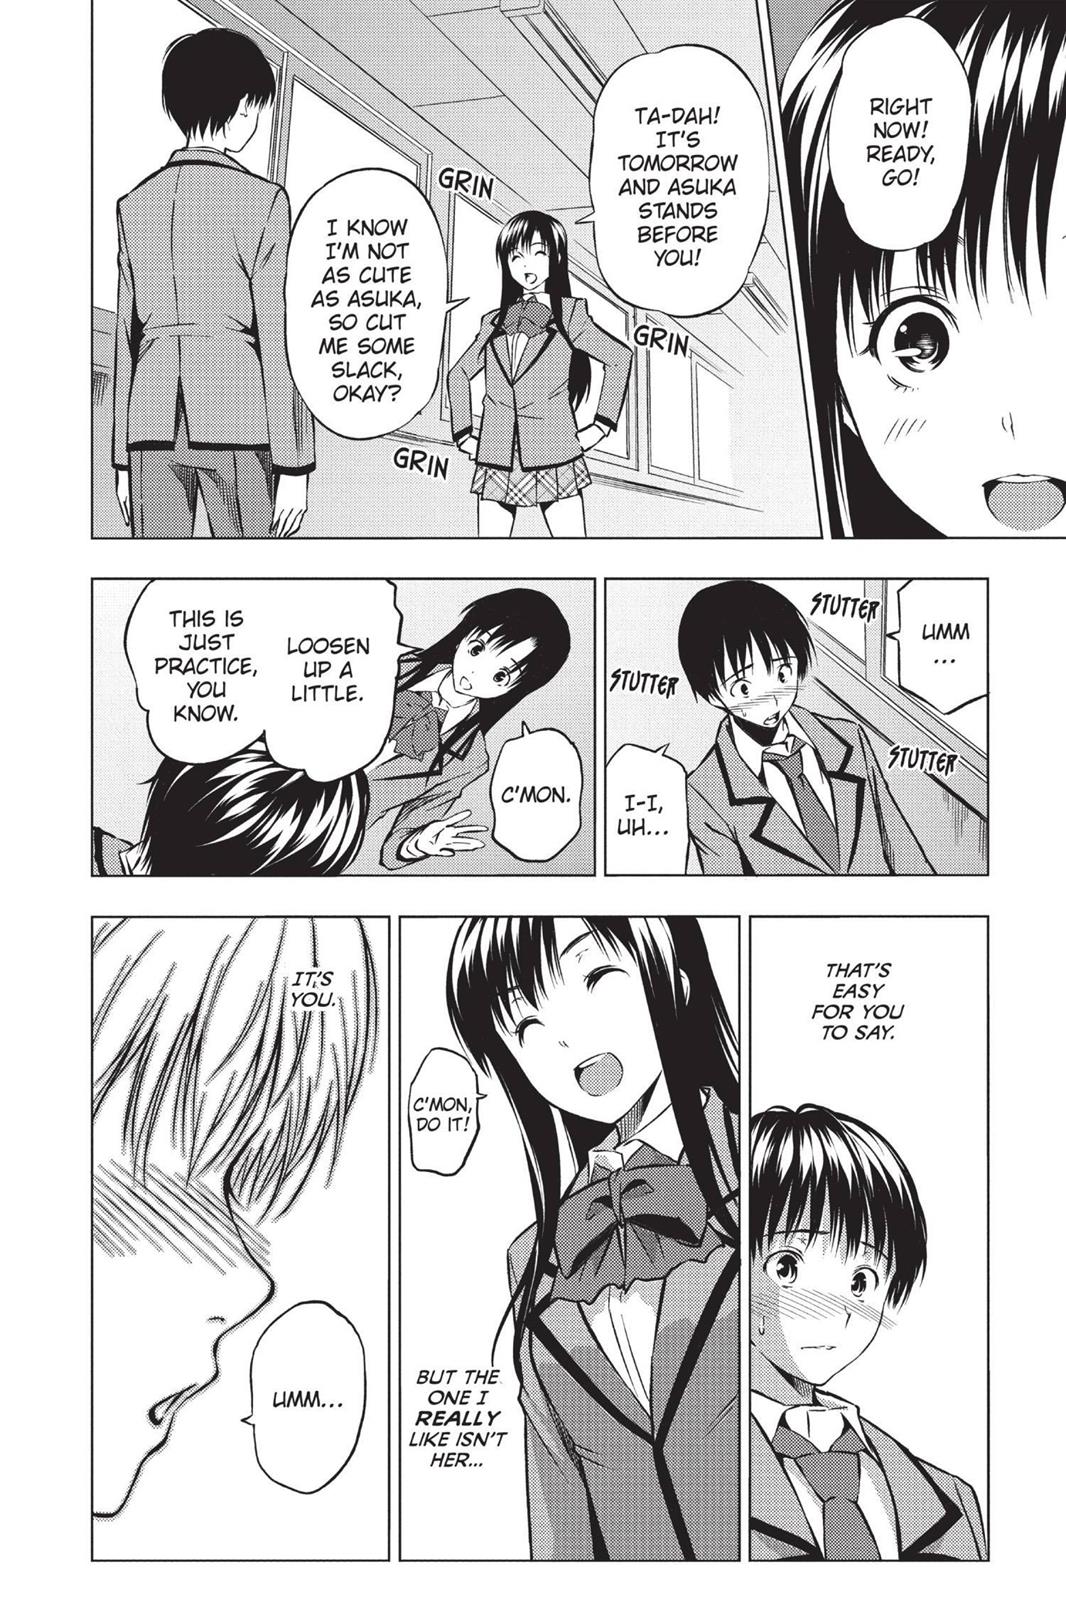 RIGHT
NOW!
READY,
GO!
TA-DAH!
IT'S
TOMORROW
AND ASUKA
STANDS
BEFORE
YOU!
GRIN
GRIN
GRIN
I KNOW
I'M NOT
AS CUTE
AS ASUKA,
SO CUT
ME SOME
SLACK,
OKAY?
UMM
...
STUTTER
STUTTER
STUTTER
I-I,
UH...
LOOSEN
UP A
LITTLE.
THIS IS
JUST
PRACTICE,
YOU
KNOW.
C'MON.
THAT'S
EASY
FOR YOU
TO SAY.
C'MON,
DO IT!
BUT THE
ONE I
REALLY
LIKE ISN'T
HER...
IT'S
YOU.
UMM...